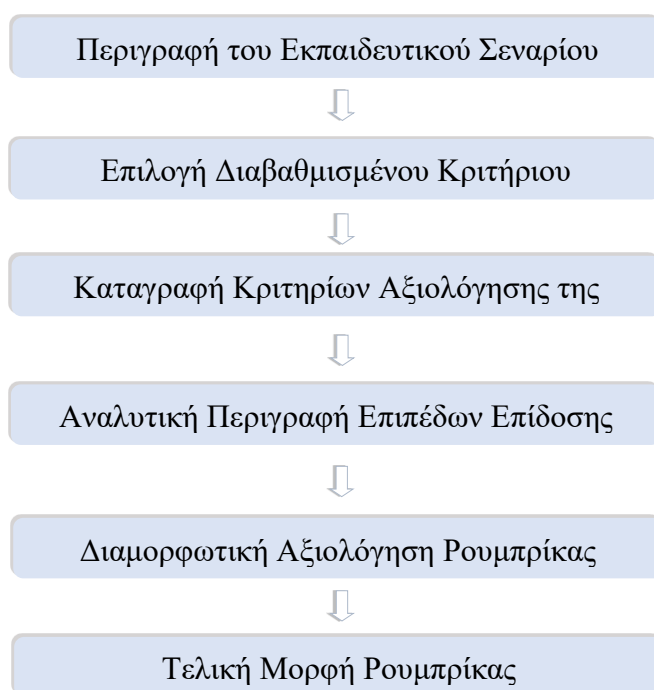 Περιγραφή του Εκπαιδευτικού Σεναρίου
Επιλογή Διαβαθμισμένου Κριτήριου
Καταγραφή Κριτηρίων Αξιολόγησης της
Αναλυτική Περιγραφή Επιπέδων Επίδοσης
Διαμορφωτική Αξιολόγηση Ρουμπρίκας
Τελική Μορφή Ρουμπρίκας